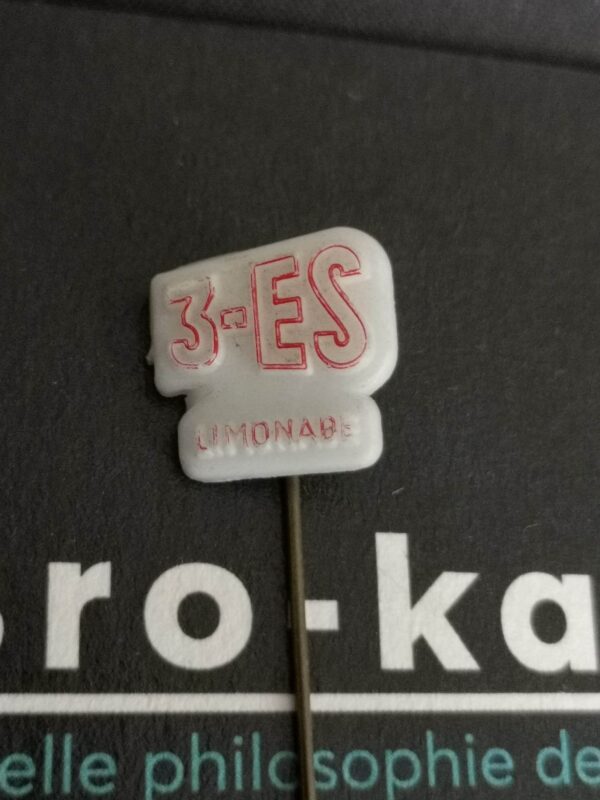 3-ES
LIMONADE
ro-ka
elle philosophie de